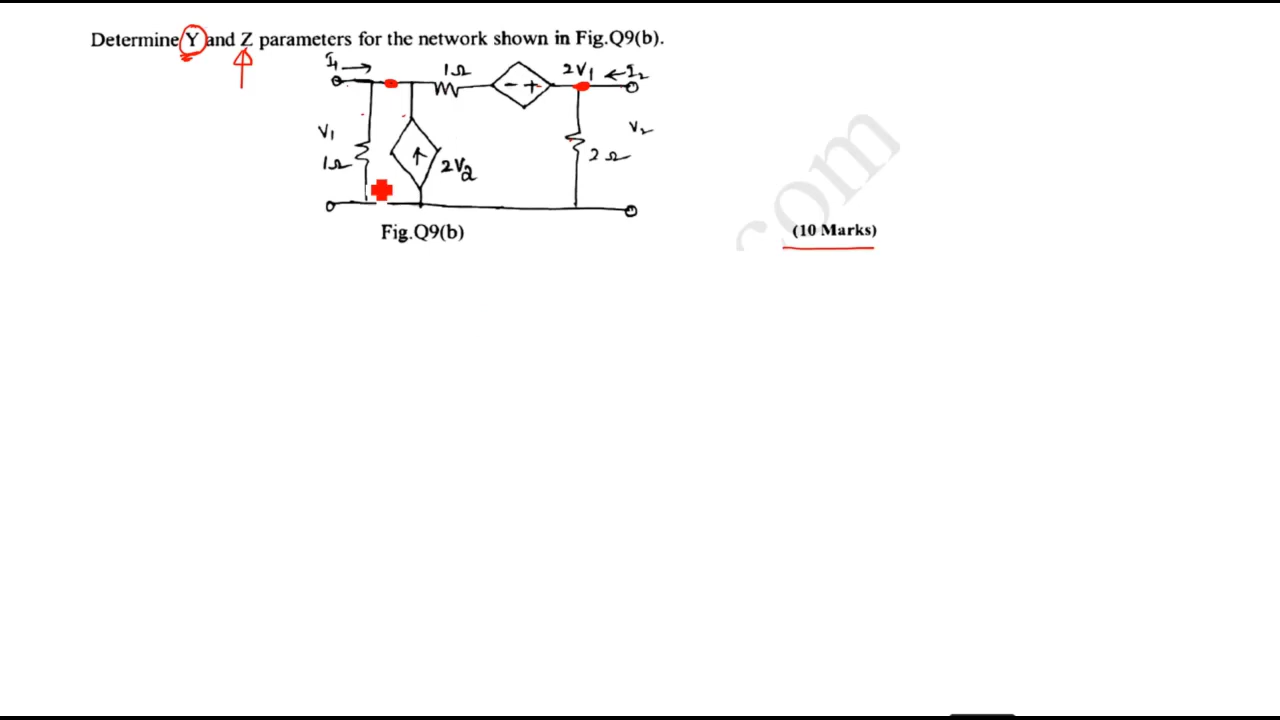 Determine Y and Z parameters for the network shown in Fig.Q9(b).
I1 → 1Ω - + 2V1 ← I2
V1 V2
1Ω 2V2 2Ω
Fig.Q9(b)
(10 Marks)
com